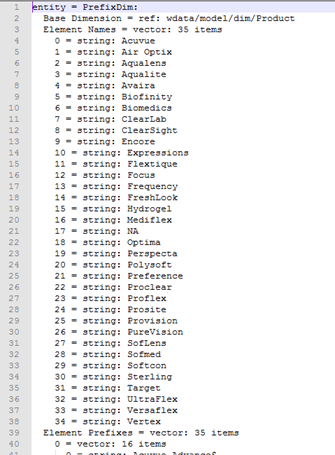 1 entity = PrefixDim:
2 Base Dimension = ref: wdata/model/dim/Product
3 Element Names = vector: 35 items
4 0 = string: Acuvue
5 1 = string: Air Optix
6 2 = string: Aqualens
7 3 = string: Aqualite
8 4 = string: Avaira
9 5 = string: Biofinity
10 6 = string: Biomedics
11 7 = string: ClearLab
12 8 = string: ClearSight
13 9 = string: Encore
14 10 = string: Expressions
15 11 = string: Flextique
16 12 = string: Focus
17 13 = string: Frequency
18 14 = string: FreshLook
19 15 = string: Hydrogel
20 16 = string: Mediflex
21 17 = string: NA
22 18 = string: Optima
23 19 = string: Perspecta
24 20 = string: Polysoft
25 21 = string: Preference
26 22 = string: Proclear
27 23 = string: Proflex
28 24 = string: Prosite
29 25 = string: Provision
30 26 = string: PureVision
31 27 = string: SofLens
32 28 = string: Sofmed
33 29 = string: Softcon
34 30 = string: Sterling
35 31 = string: Target
36 32 = string: UltraFlex
37 33 = string: Versaflex
38 34 = string: Vertex
39 Element Prefixes = vector: 35 items
40 0 = vector: 16 items